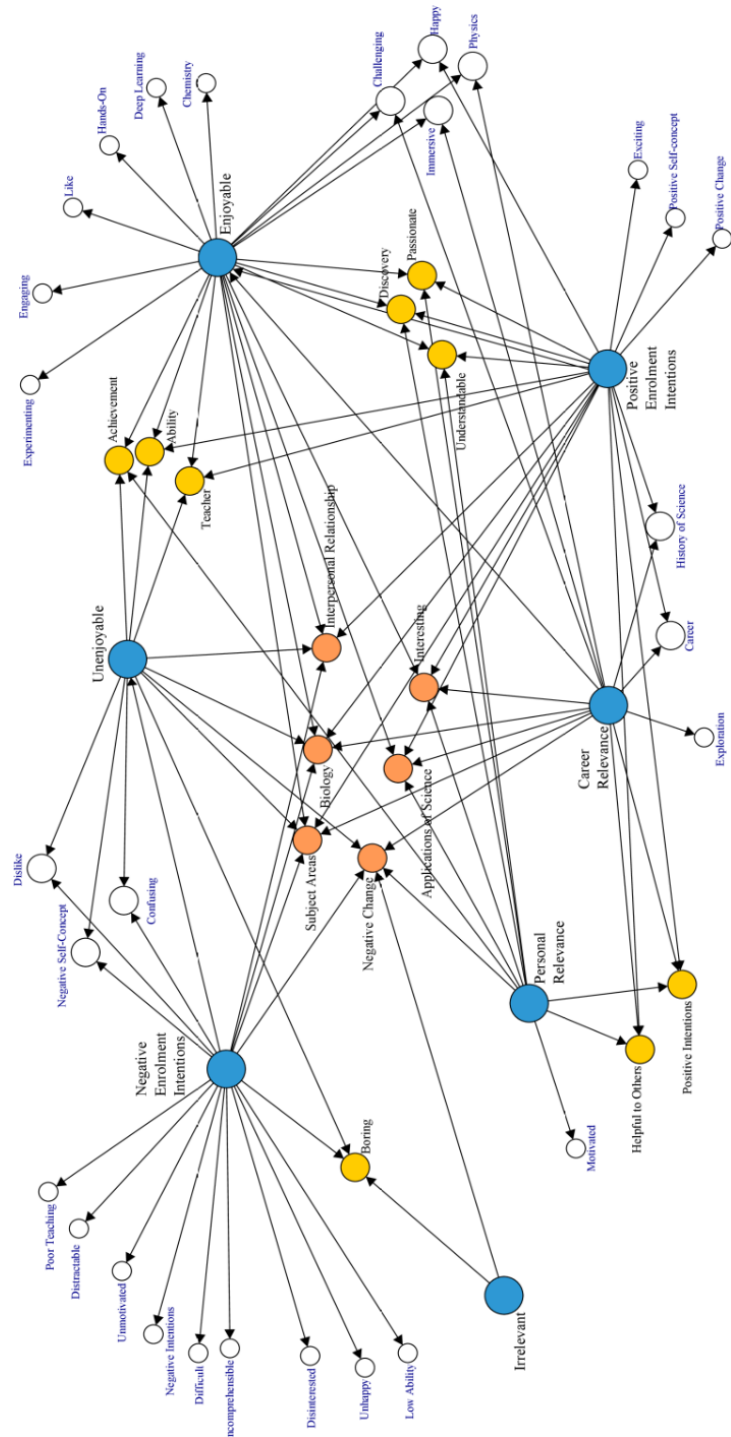 Experimenting
Dislike
Poor Teaching
Engaging
Negative Self-Concept
Like
Distractable
Hands-On
Unenjoyable
Achievement
Unmotivated
Deep Learning
Confusing
Ability
Negative Intentions
Negative
Enrolment
Intentions
Chemistry
Teacher
Difficult
Enjoyable
ncomprehensible
Subject Areas
Biology
Interpersonal Relationship
Disinterested
Boring
Negative Change
Unhappy
Challenging
Discovery
Applications of Science
Interesting
Passionate
Low Ability
Immersive
Happy
Understandable
Physics
Irrelevant
Personal
Relevance
Motivated
Career
Relevance
Positive
Enrolment
Intentions
Exciting
Helpful to Others
History of Science
Positive Self-concept
Positive Intentions
Career
Exploration
Positive Change